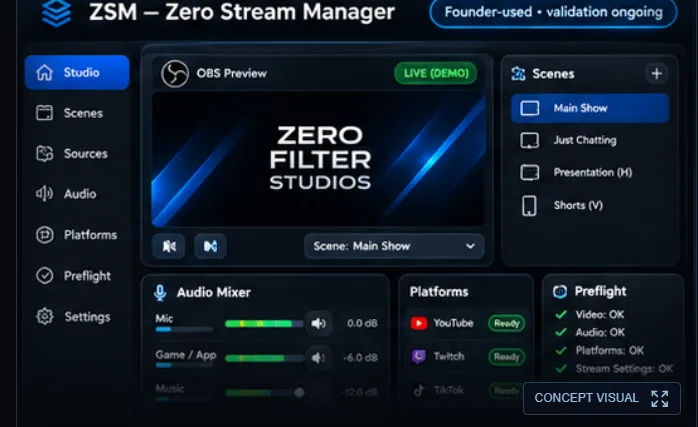 ZSM — Zero Stream Manager
Founder-used • validation ongoing
Studio
Scenes
Sources
Audio
Platforms
Preflight
Settings
OBS Preview
LIVE (DEMO)
ZERO
FILTER
STUDIOS
Scene: Main Show
Scenes
Main Show
Just Chatting
Presentation (H)
Shorts (V)
Audio Mixer
Mic
0.0 dB
Game / App
-6.0 dB
Music
-12.0 dB
Platforms
YouTube Ready
Twitch Ready
TikTok Ready
Preflight
Video: OK
Audio: OK
Platforms: OK
Stream Settings: OK
CONCEPT VISUAL